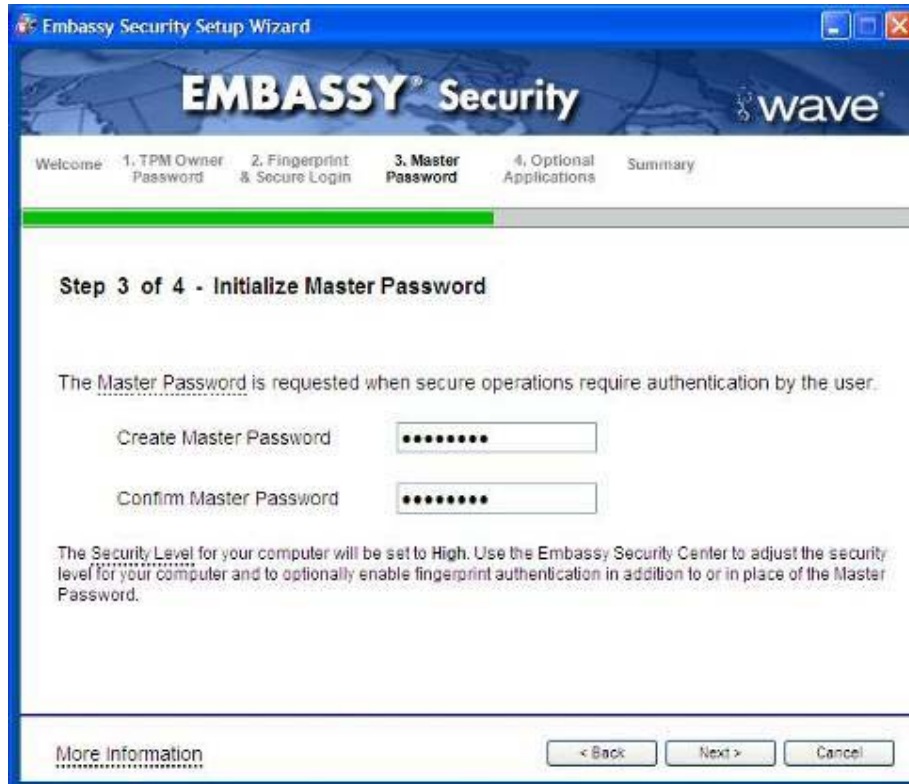 Embassy Security Setup Wizard
EMBASSY® Security
wave
Welcome
1. TPM Owner
Password
2. Fingerprint
& Secure Login
3. Master
Password
4. Optional
Applications
Summary
Step 3 of 4 - Initialize Master Password
The Master Password is requested when secure operations require authentication by the user.
Create Master Password ••••••••
Confirm Master Password ••••••••
The Security Level for your computer will be set to High. Use the Embassy Security Center to adjust the security
level for your computer and to optionally enable fingerprint authentication in addition to or in place of the Master
Password.
More Information
< Back
Next >
Cancel